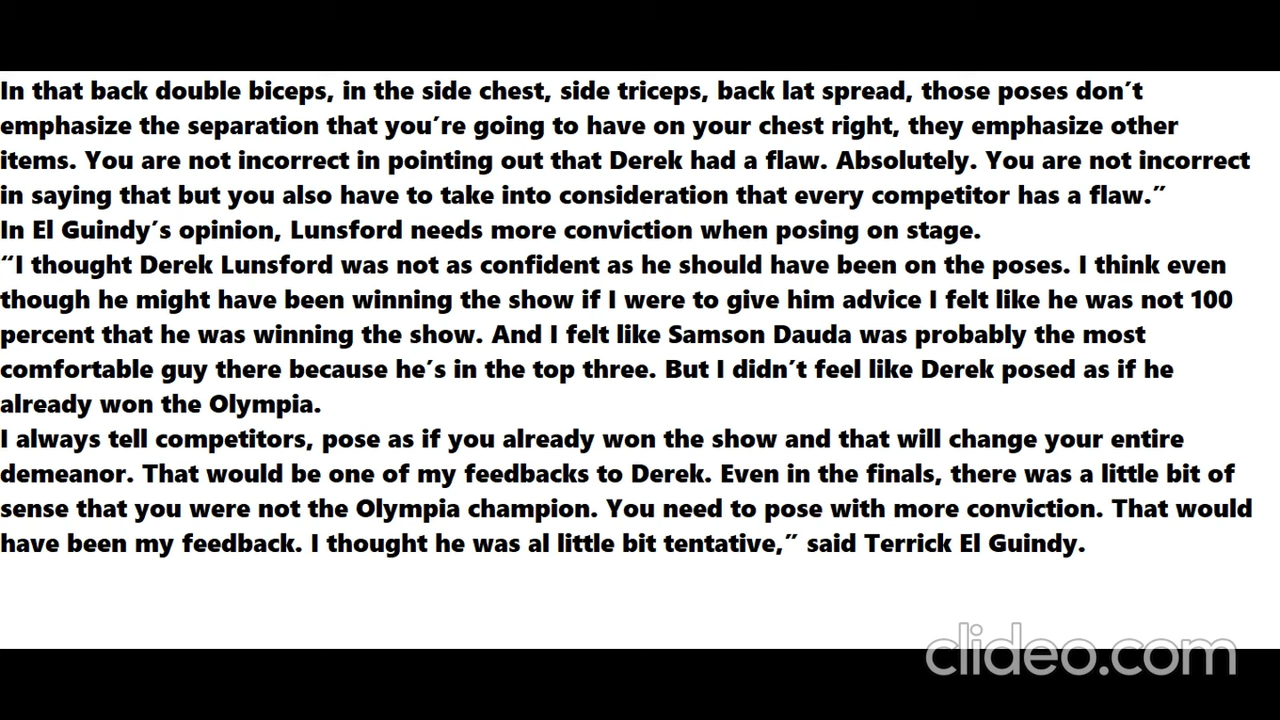 In that back double biceps, in the side chest, side triceps, back lat spread, those poses don’t
emphasize the separation that you’re going to have on your chest right, they emphasize other
items. You are not incorrect in pointing out that Derek had a flaw. Absolutely. You are not incorrect
in saying that but you also have to take into consideration that every competitor has a flaw.”
In El Guindy’s opinion, Lunsford needs more conviction when posing on stage.
“I thought Derek Lunsford was not as confident as he should have been on the poses. I think even
though he might have been winning the show if I were to give him advice I felt like he was not 100
percent that he was winning the show. And I felt like Samson Dauda was probably the most
comfortable guy there because he’s in the top three. But I didn’t feel like Derek posed as if he
already won the Olympia.
I always tell competitors, pose as if you already won the show and that will change your entire
demeanor. That would be one of my feedbacks to Derek. Even in the finals, there was a little bit of
sense that you were not the Olympia champion. You need to pose with more conviction. That would
have been my feedback. I thought he was al little bit tentative,” said Terrick El Guindy.
clideo.com